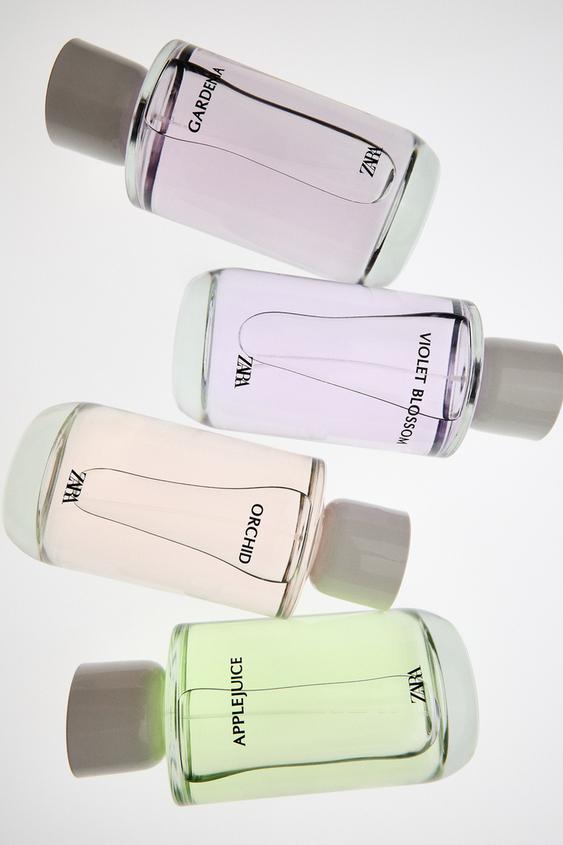 GARDENIA
ZARA
VIOLET BLOSSOM
ZARA
ZARA
ORCHID
APPLEJUICE
ZARA